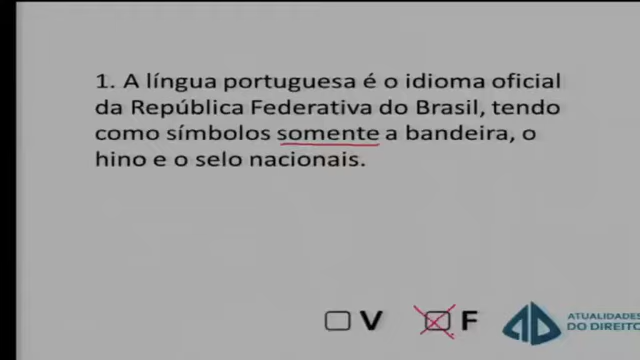 1. A língua portuguesa é o idioma oficial
da República Federativa do Brasil, tendo
como símbolos somente a bandeira, o
hino e o selo nacionais.
V
F
ATUALIDADES
DO DIREITO